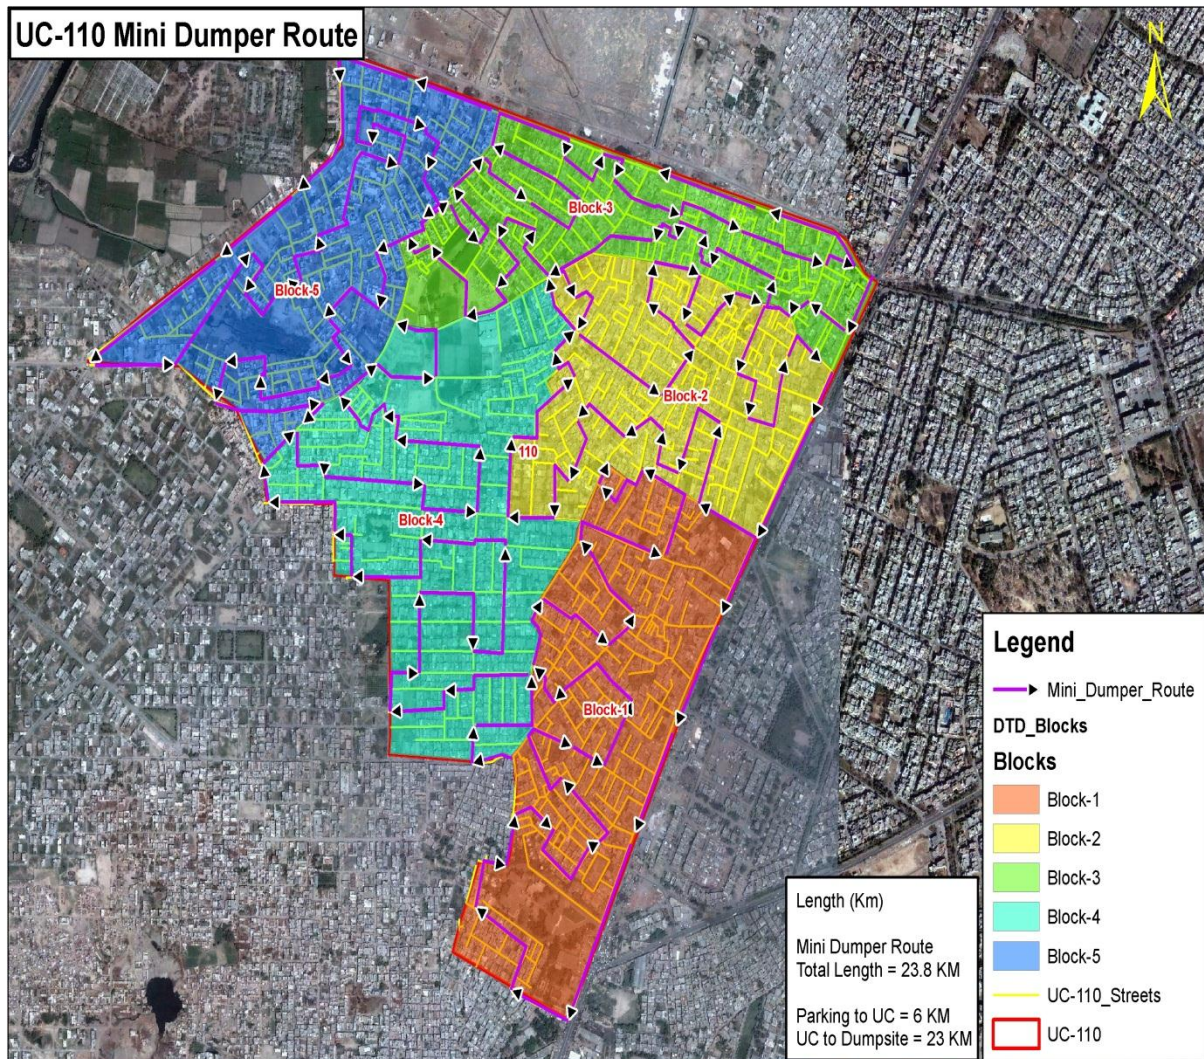 UC-110 Mini Dumper Route
N
Block-3
Block-5
Block-2
110
Block-4
Block-1
Legend
Mini_Dumper_Route
DTD_Blocks
Blocks
Block-1
Block-2
Block-3
Block-4
Block-5
UC-110_Streets
UC-110
Length (Km)
Mini Dumper Route
Total Length = 23.8 KM
Parking to UC = 6 KM
UC to Dumpsite = 23 KM